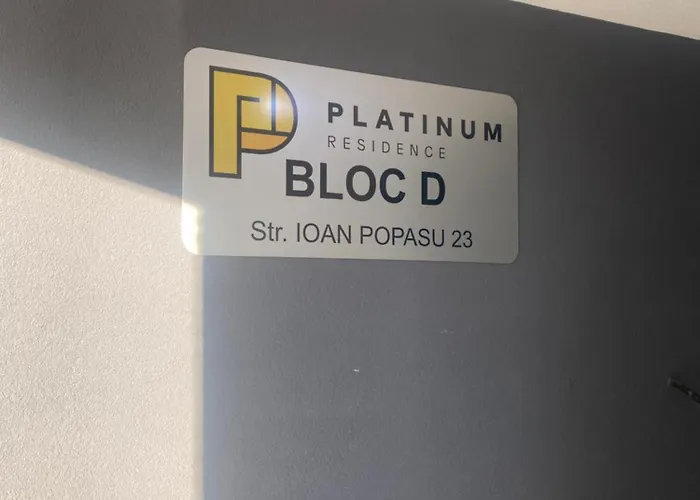 PLATINUM
RESIDENCE
BLOC D
Str. IOAN POPASU 23